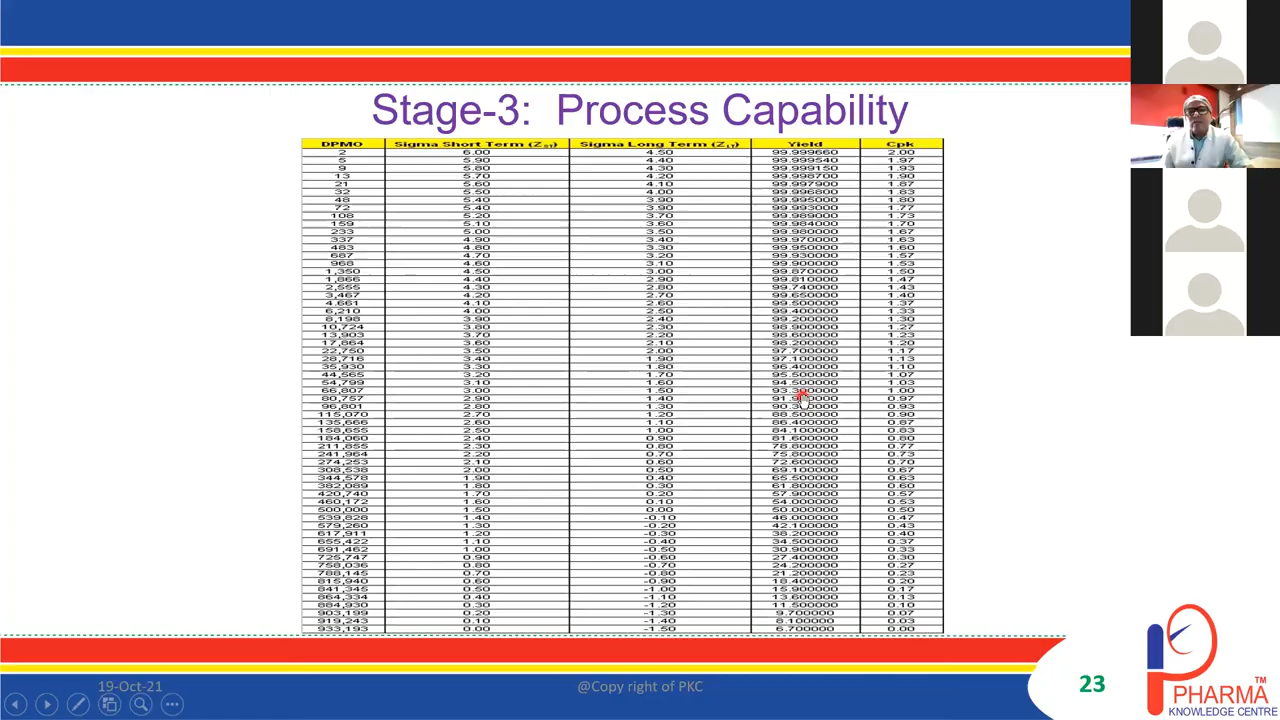 Stage-3: Process Capability
DPMO Sigma Short Term (ZST) Sigma Long Term (ZLT) Yield Cpk
2 6.00 4.50 99.999660 2.00
5 5.90 4.40 99.999540 1.97
9 5.80 4.30 99.999150 1.93
13 5.70 4.20 99.998700 1.90
21 5.60 4.10 99.997900 1.87
32 5.50 4.00 99.996800 1.83
48 5.40 3.90 99.995000 1.80
72 5.40 3.90 99.993000 1.77
108 5.20 3.70 99.989000 1.73
159 5.10 3.60 99.984000 1.70
233 5.00 3.50 99.980000 1.67
337 4.90 3.40 99.970000 1.63
483 4.80 3.30 99.950000 1.60
687 4.70 3.20 99.930000 1.57
968 4.60 3.10 99.900000 1.53
1,350 4.50 3.00 99.870000 1.50
1,866 4.40 2.90 99.810000 1.47
2,555 4.30 2.80 99.740000 1.43
3,467 4.20 2.70 99.650000 1.40
4.661 4.10 2.60 99.500000 1.37
6,210 4.00 2.50 99.400000 1.33
8,198 3.90 2.40 99.200000 1.30
10,724 3.80 2.30 98.900000 1.27
13,903 3.70 2.20 98.600000 1.23
17,864 3.60 2.10 98.200000 1.20
22,750 3.50 2.00 97.700000 1.17
28,716 3.40 1.90 97.100000 1.13
35,930 3.30 1.80 96.400000 1.10
44,565 3.20 1.70 95.500000 1.07
54,799 3.10 1.60 94.500000 1.03
66,807 3.00 1.50 1.00
80,757 2.90 1.40 0.97
96,801 2.80 1.30 0.93
115,070 2.70 1.20 88.500000 0.90
135,666 2.60 1.10 86.400000 0.87
158,655 2.50 1.00 84.100000 0.83
184,060 2.40 0.90 81.600000 0.80
211,855 2.30 0.80 78.800000 0.77
241,964 2.20 0.70 75.800000 0.73
274,253 2.10 0.60 72.600000 0.70
308,538 2.00 0.50 69.100000 0.67
344,578 1.90 0.40 65.500000 0.63
382,089 1.80 0.30 61.800000 0.60
420,740 1.70 0.20 57.900000 0.57
460,172 1.60 0.10 54.000000 0.53
500,000 1.50 0.00 50.000000 0.50
539,828 1.40 -0.10 46.000000 0.47
579,260 1.30 -0.20 42.100000 0.43
617,911 1.20 -0.30 38.200000 0.40
655,422 1.10 -0.40 34.500000 0.37
691,462 1.00 -0.50 30.900000 0.33
725,747 0.90 -0.60 27.400000 0.30
758,036 0.80 -0.70 24.200000 0.27
788,145 0.70 -0.80 21.200000 0.23
815,940 0.60 -0.90 18.400000 0.20
841,345 0.50 -1.00 15.900000 0.17
864,334 0.40 -1.10 13.600000 0.13
884,930 0.30 -1.20 11.500000 0.10
903,199 0.20 -1.30 9.700000 0.07
919,243 0.10 -1.40 8.100000 0.03
933,193 0.00 -1.50 6.700000 0.00
19-Oct-21
@Copy right of PKC
23
PHARMA TM
KNOWLEDGE CENTRE